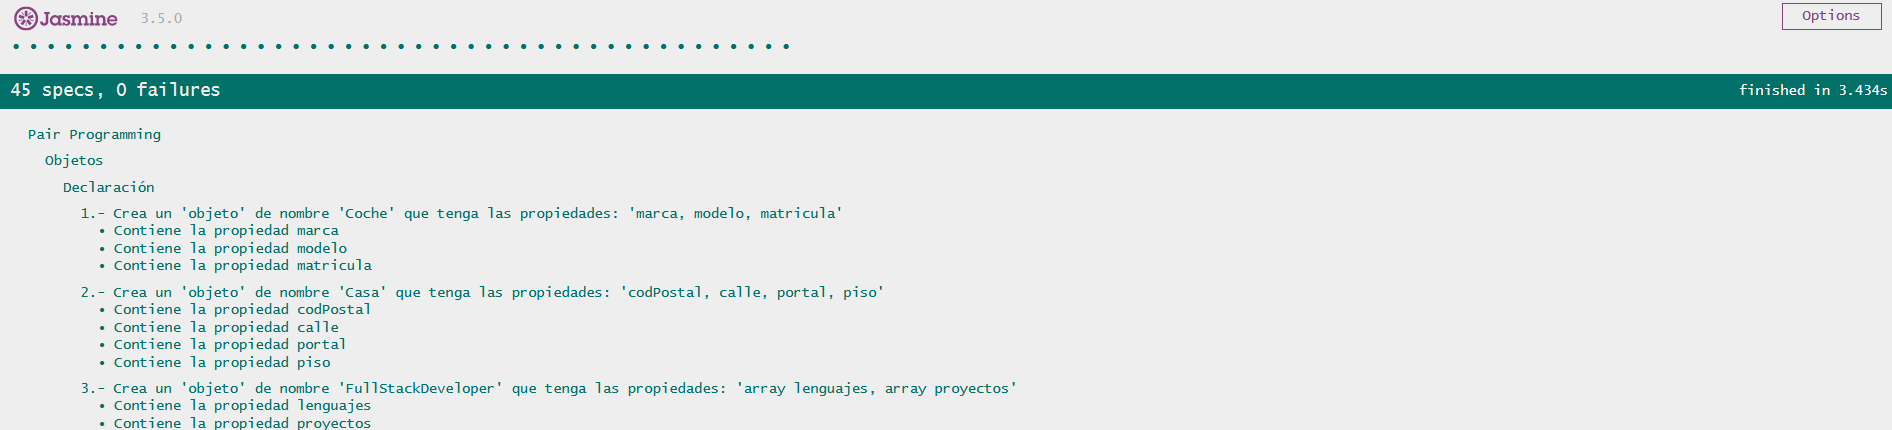 Jasmine 3.5.0 Options
• • • • • • • • • • • • • • • • • • • • • • • • • • • • • • • • • • • • • • • • • • • • •
45 specs, 0 failures finished in 3.434s
Pair Programming
Objetos
Declaración
1.- Crea un 'objeto' de nombre 'Coche' que tenga las propiedades: 'marca, modelo, matricula'
• Contiene la propiedad marca
• Contiene la propiedad modelo
• Contiene la propiedad matricula
2.- Crea un 'objeto' de nombre 'Casa' que tenga las propiedades: 'codPostal, calle, portal, piso'
• Contiene la propiedad codPostal
• Contiene la propiedad calle
• Contiene la propiedad portal
• Contiene la propiedad piso
3.- Crea un 'objeto' de nombre 'FullStackDeveloper' que tenga las propiedades: 'array lenguajes, array proyectos'
• Contiene la propiedad lenguajes
• Contiene la propiedad proyectos